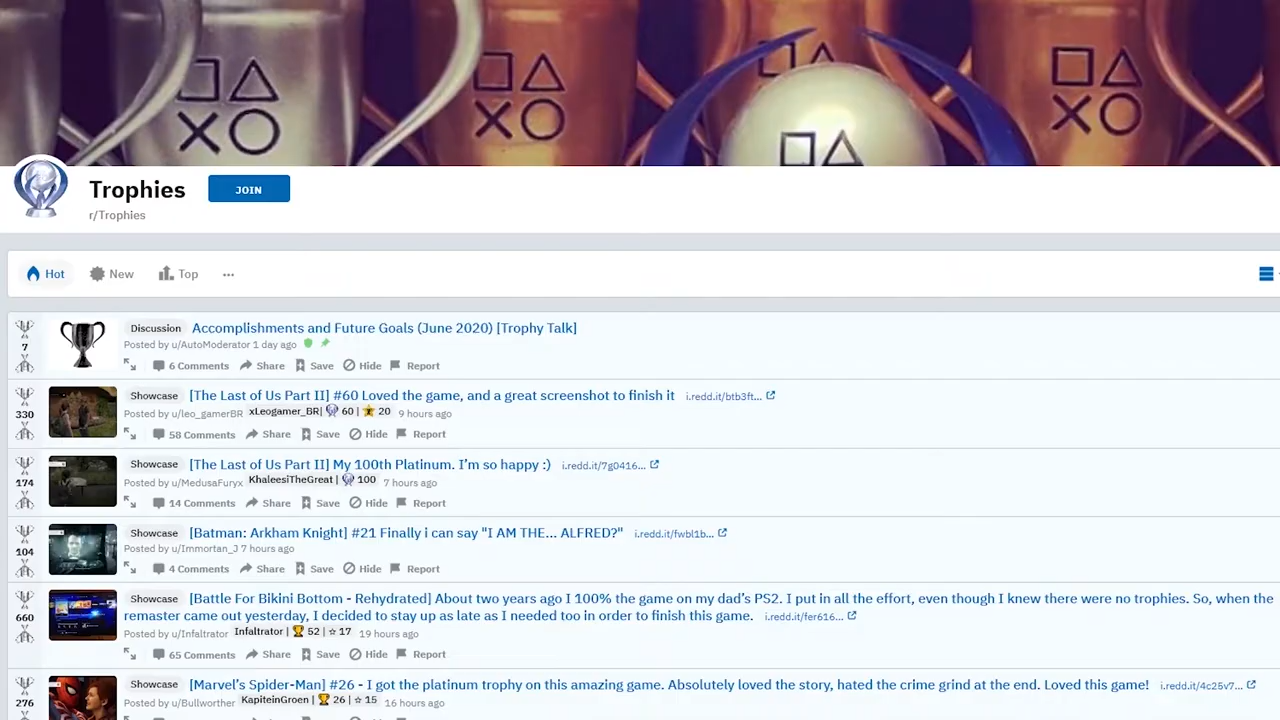 Trophies
JOIN
r/Trophies
Hot
New
Top
...
7
Discussion Accomplishments and Future Goals (June 2020) [Trophy Talk]
Posted by u/AutoModerator 1 day ago
6 Comments Share Save Hide Report
330
Showcase [The Last of Us Part II] #60 Loved the game, and a great screenshot to finish it i.redd.it/btb3ft...
Posted by u/leo_gamerBR xLeogamer_BR| 60 | 20 9 hours ago
58 Comments Share Save Hide Report
174
Showcase [The Last of Us Part II] My 100th Platinum. I’m so happy :) i.redd.it/7g0416...
Posted by u/MedusaFuryx KhaleesiTheGreat | 100 7 hours ago
14 Comments Share Save Hide Report
104
Showcase [Batman: Arkham Knight] #21 Finally i can say "I AM THE... ALFRED?" i.redd.it/fwbl1b...
Posted by u/Immortan_J 7 hours ago
4 Comments Share Save Hide Report
660
Showcase [Battle For Bikini Bottom - Rehydrated] About two years ago I 100% the game on my dad’s PS2. I put in all the effort, even though I knew there were no trophies. So, when the
remaster came out yesterday, I decided to stay up as late as I needed too in order to finish this game. i.redd.it/fer616...
Posted by u/Infaltrator Infaltrator | 52 | 17 19 hours ago
65 Comments Share Save Hide Report
276
Showcase [Marvel’s Spider-Man] #26 - I got the platinum trophy on this amazing game. Absolutely loved the story, hated the crime grind at the end. Loved this game! i.redd.it/4c25v7...
Posted by u/Bullworther KapiteinGroen | 26 | 15 16 hours ago